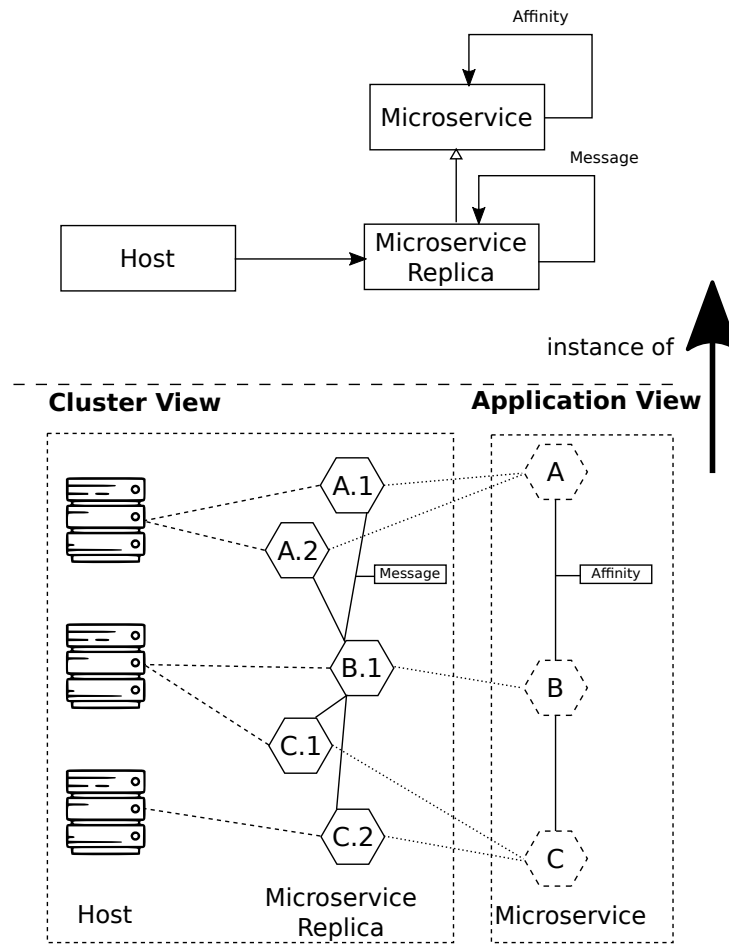 Affinity
Microservice
Message
Microservice
Replica
Host
instance of
Cluster View
Application View
A
A.1
A.2
Message
Affinity
B.1
B
C.1
C.2
C
Microservice
Replica
Host
Microservice